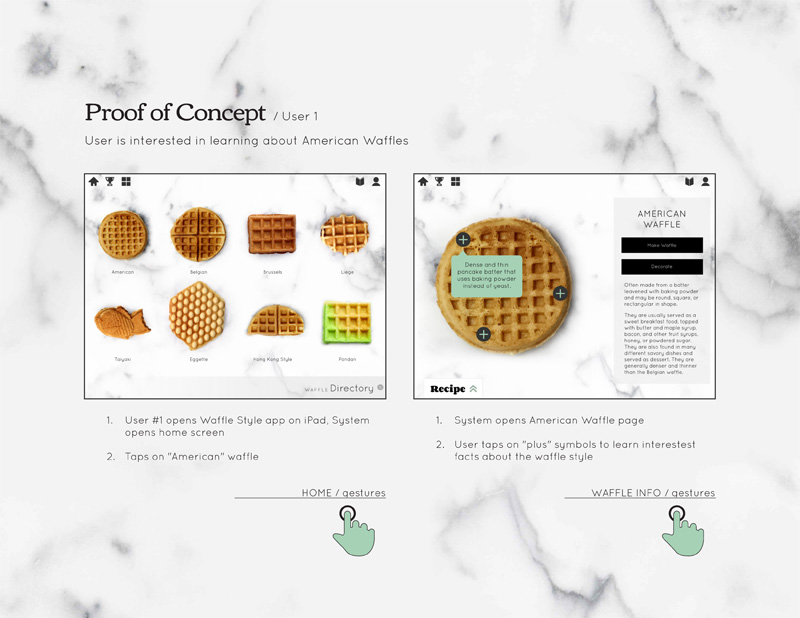 Proof of Concept / User 1
User is interested in learning about American Waffles
American
Belgian
Brussels
Liege
Taiyaki
Eggette
Hong Kong Style
Pandan
WAFFLE Directory
1. User #1 opens Waffle Style app on iPad, System
opens home screen
2. Taps on "American" waffle
HOME / gestures
Dense and thin
pancake batter that
uses baking powder
instead of yeast.
Recipe
AMERICAN
WAFFLE
Make Waffle
Decorate
Often made from a batter
leavened with baking powder
and may be round, square, or
rectangular in shape.
They are usually served as a
sweet breakfast food, topped
with butter and maple syrup,
bacon, and other fruit syrups,
honey, or powdered sugar.
They are also found in many
different savory dishes and
served as dessert. They are
generally denser and thinner
than the Belgian waffle.
1. System opens American Waffle page
2. User taps on "plus" symbols to learn interestest
facts about the waffle style
WAFFLE INFO / gestures